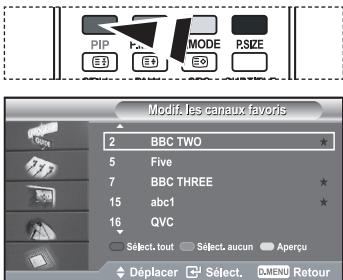 PIP
MODE
P.SIZE
Modif. les canaux favoris
GUIDE
2 BBC TWO
5 Five
7 BBC THREE
15 abc1
16 QVC
Sélect. tout Sélect. aucun Aperçu
Déplacer Sélect. D.MENU Retour